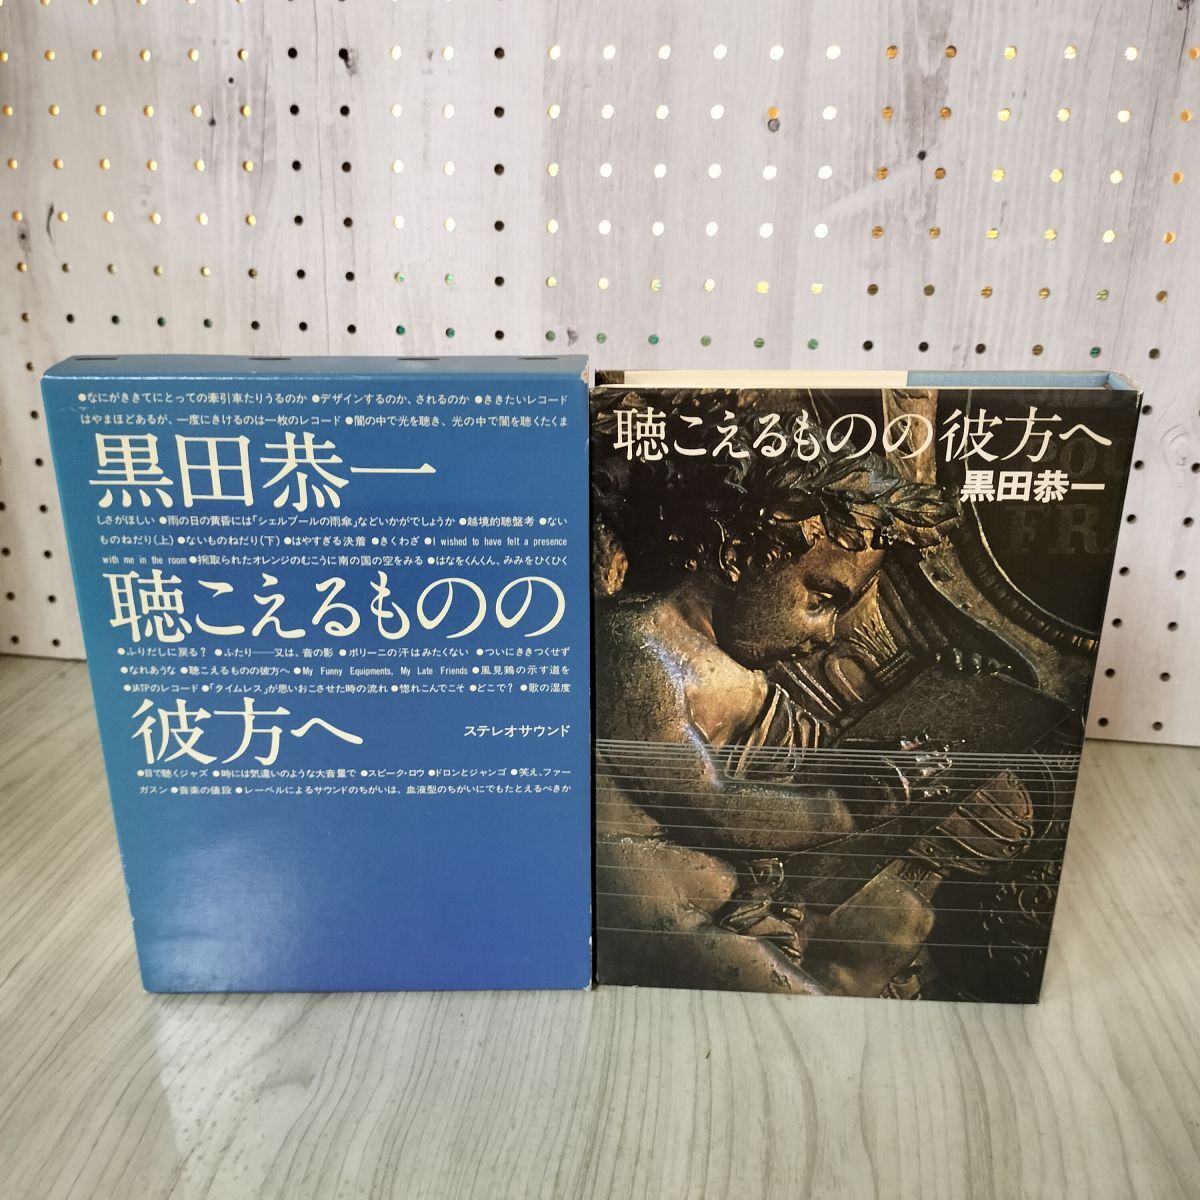 ●なにがききてにとっての牽引車たりうるのか ●デザインするのか、されるのか ●ききたいレコード
はやまほどあるが、一度にきけるのは一枚のレコード ●闇の中で光を聴き、光の中で闇を聴くたくま
黒田恭一
しさがほしい ●雨の日の黄昏には「シェルブールの雨傘」などいかがでしょうか ●越境的聴盤考 ●ない
ものねだり(上) ●ないものねだり(下) ●はやすぎる決着 ●きくわざ ●I wished to have felt a presence
with me in the room ●搾取られたオレンジのむこうに南の国の空をみる ●はなをくんくん、みみをひくひく
聴こえるものの
●ふりだしに戻る? ●ふたり——又は、音の影 ●ポリーニの汗はみたくない ●ついにききつくせず
●なれあうな ●聴こえるものの彼方へ ●My Funny Equipments, My Late Friends ●風見鶏の示す道を
●JATPのレコード ●「タイムレス」が思いおこさせた時の流れ ●惚れこんでこそ ●どこで? ●歌の湿度
彼方へ
ステレオサウンド
●目で聴くジャズ ●時には気違いのような大音量で ●スピーク・ロウ ●ドロンとジャンゴ ●笑え、ファー
ガスン ●音楽の値段 ●レーベルによるサウンドのちがいは、血液型のちがいにでもたとえるべきか
聴こえるものの彼方へ
黒田恭一
POU
FRA